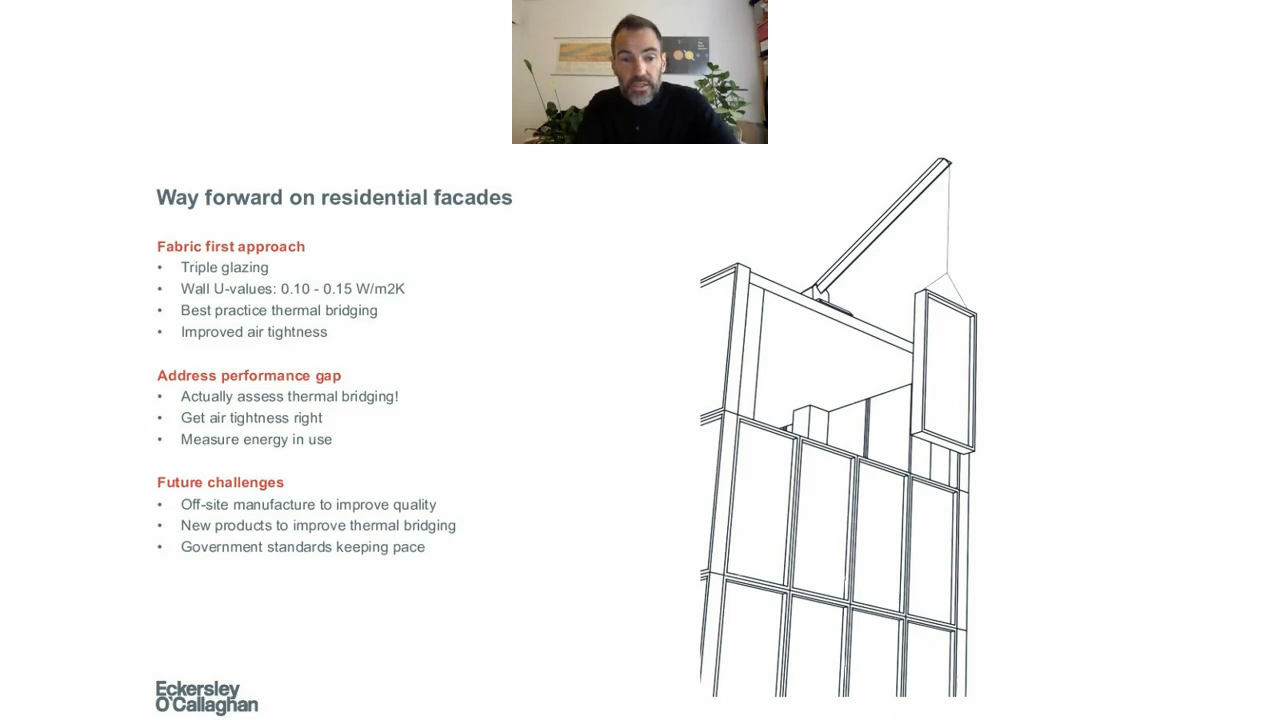 Way forward on residential facades
Fabric first approach
• Triple glazing
• Wall U-values: 0.10 - 0.15 W/m2K
• Best practice thermal bridging
• Improved air tightness
Address performance gap
• Actually assess thermal bridging!
• Get air tightness right
• Measure energy in use
Future challenges
• Off-site manufacture to improve quality
• New products to improve thermal bridging
• Government standards keeping pace
Eckersley
O'Callaghan